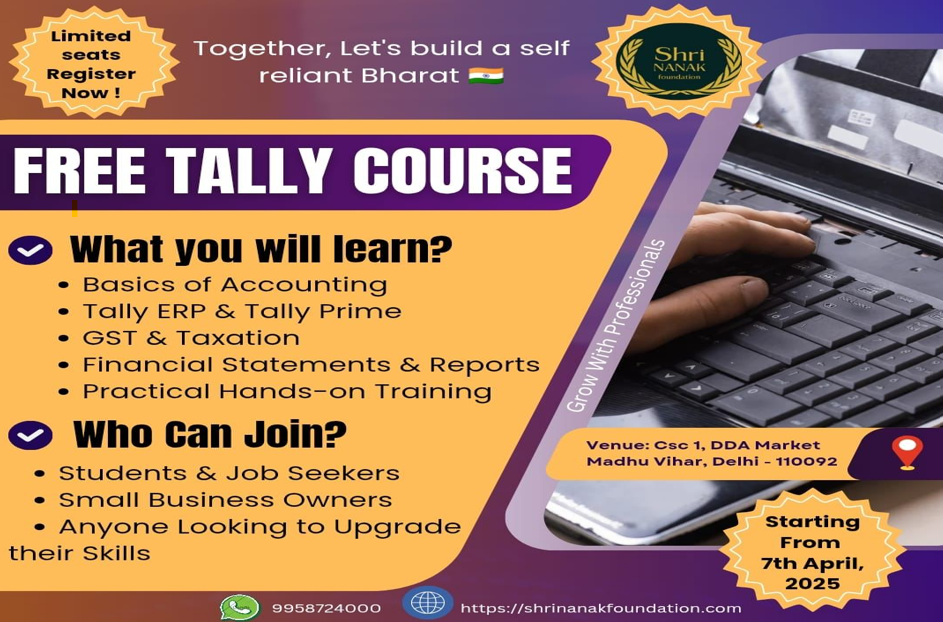 Limited
seats
Register
Now !
Together, Let's build a self
reliant Bharat 🇮🇳
Shri
NANAK
foundation
FREE TALLY COURSE
What you will learn?
• Basics of Accounting
• Tally ERP & Tally Prime
• GST & Taxation
• Financial Statements & Reports
• Practical Hands-on Training
Who Can Join?
• Students & Job Seekers
• Small Business Owners
• Anyone Looking to Upgrade
their Skills
Grow With Professionals
Venue: Csc 1, DDA Market
Madhu Vihar, Delhi - 110092
Starting
From
7th April,
2025
9958724000
https://shrinanakfoundation.com